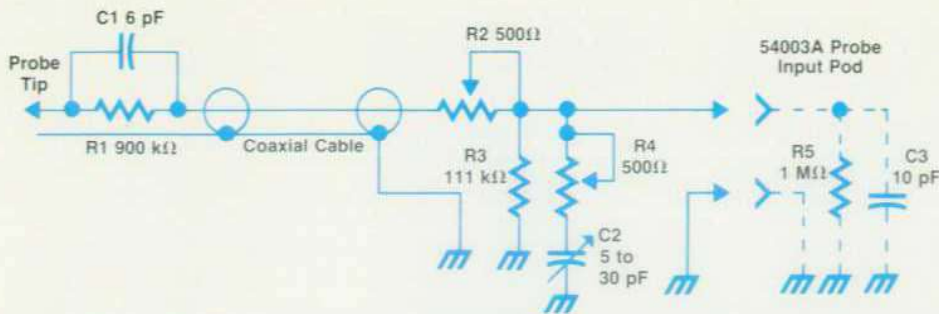 C1 6 pF
Probe
Tip
R1 900 kΩ
Coaxial Cable
R2 500Ω
R3
111 kΩ
R4
500Ω
C2
5 to
30 pF
54003A Probe
Input Pod
R5
1 MΩ
C3
10 pF